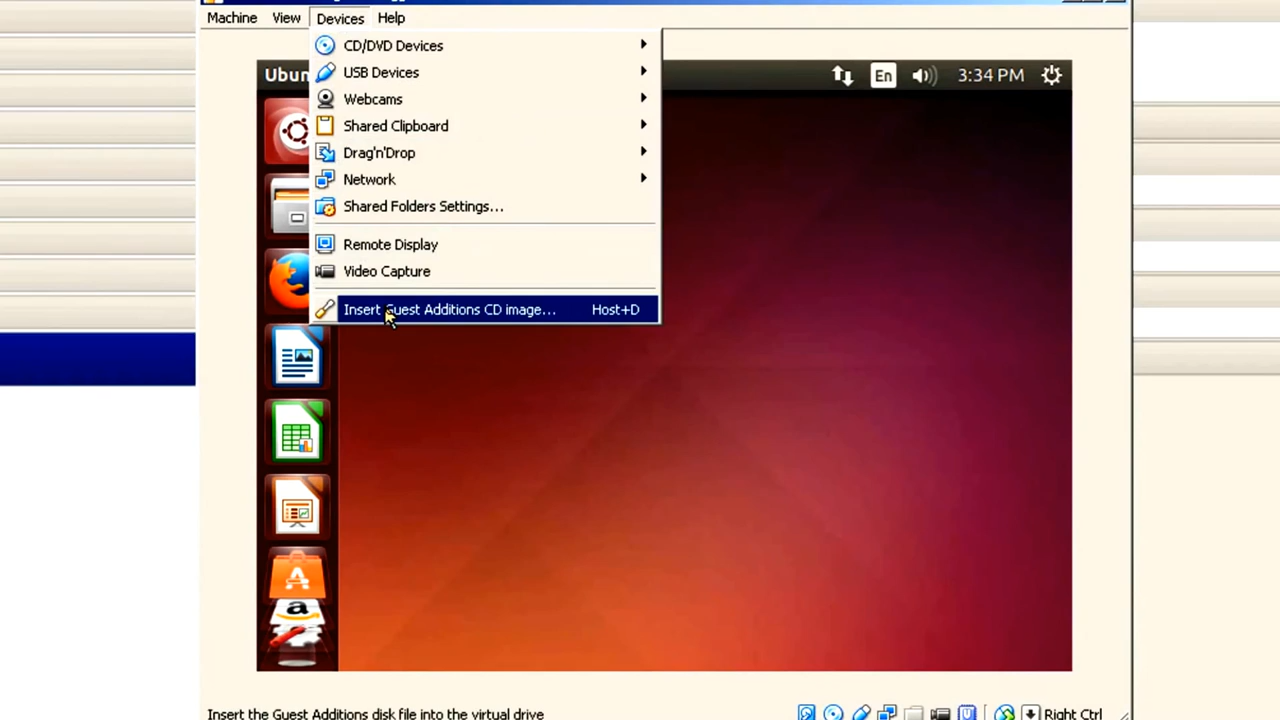 Machine View Devices Help
CD/DVD Devices
USB Devices
Webcams
Shared Clipboard
Drag'n'Drop
Network
Shared Folders Settings...
Remote Display
Video Capture
Insert Guest Additions CD image... Host+D
Ubun
En 3:34 PM
Insert the Guest Additions disk file into the virtual drive
Right Ctrl